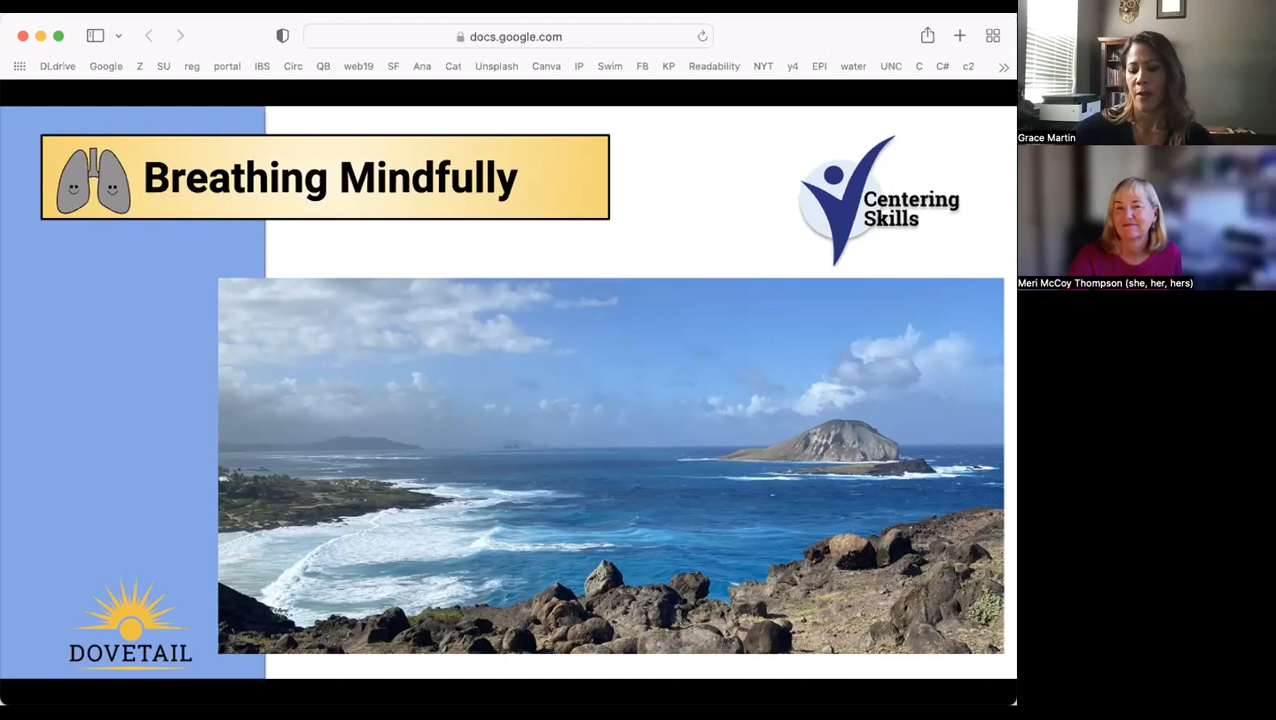 docs.google.com
DLdrive Google Z SU reg portal IBS Circ QL web18 SF Ana Cat Unsplash Canva IP Swim FB KP Readability NYT y4 EPI water UNC C C# c2
Breathing Mindfully
Centering
Skills
DOVETAIL
Grace Martin
Meri McCoy Thompson (she, her, hers)